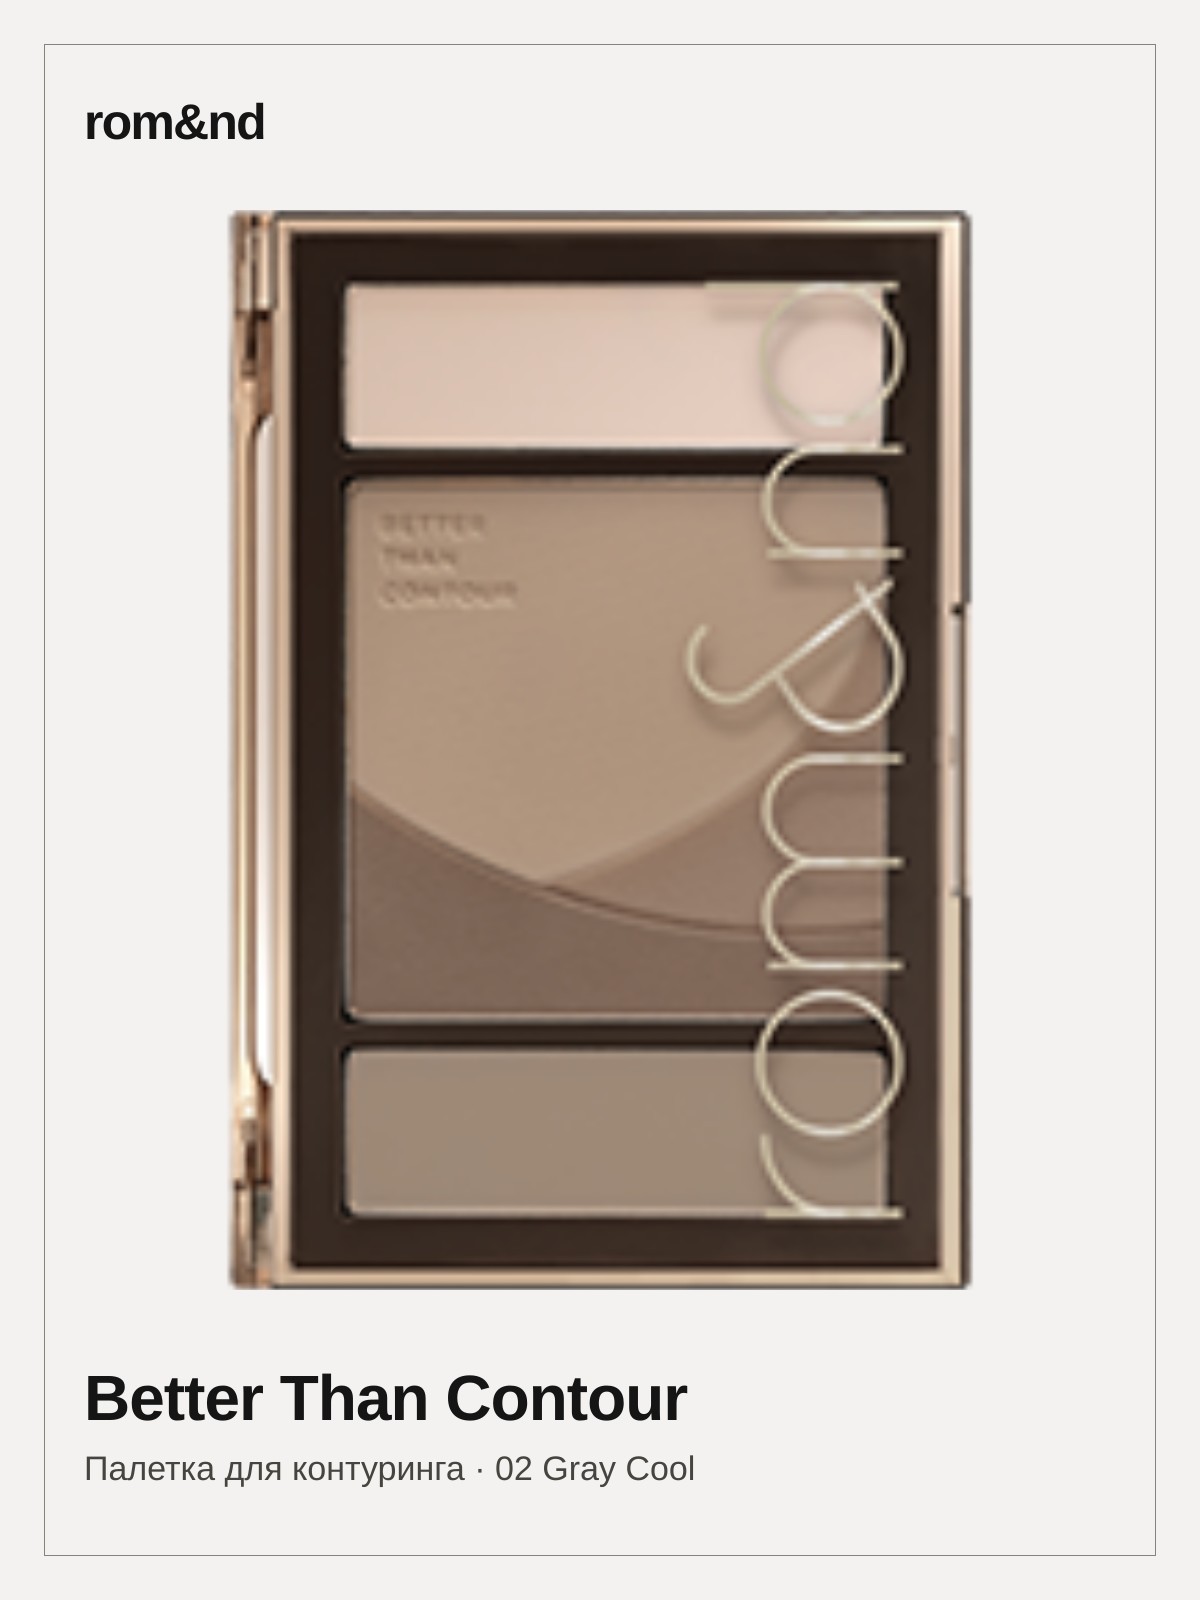 rom&nd
BETTER
THAN
CONTOUR
rom&nd
Better Than Contour
Палетка для контуринга · 02 Gray Cool